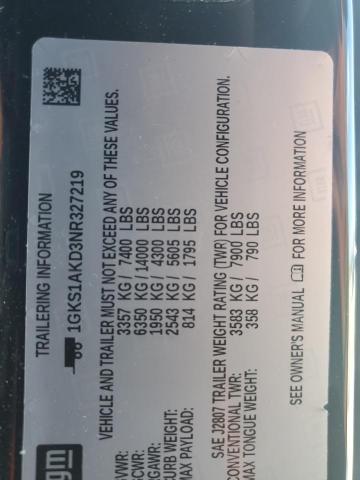 gm
TRAILERING INFORMATION
1GKS1AKD3NR327219
VEHICLE AND TRAILER MUST NOT EXCEED ANY OF THESE VALUES.
GVWR: 3357 KG / 7400 LBS
GCWR: 6350 KG / 14000 LBS
RGAWR: 1950 KG / 4300 LBS
CURB WEIGHT: 2543 KG / 5605 LBS
MAX PAYLOAD: 814 KG / 1795 LBS
SAE J2807 TRAILER WEIGHT RATING (TWR) FOR VEHICLE CONFIGURATION.
CONVENTIONAL TWR: 3583 KG / 7900 LBS
MAX TONGUE WEIGHT: 358 KG / 790 LBS
SEE OWNER'S MANUAL FOR MORE INFORMATION